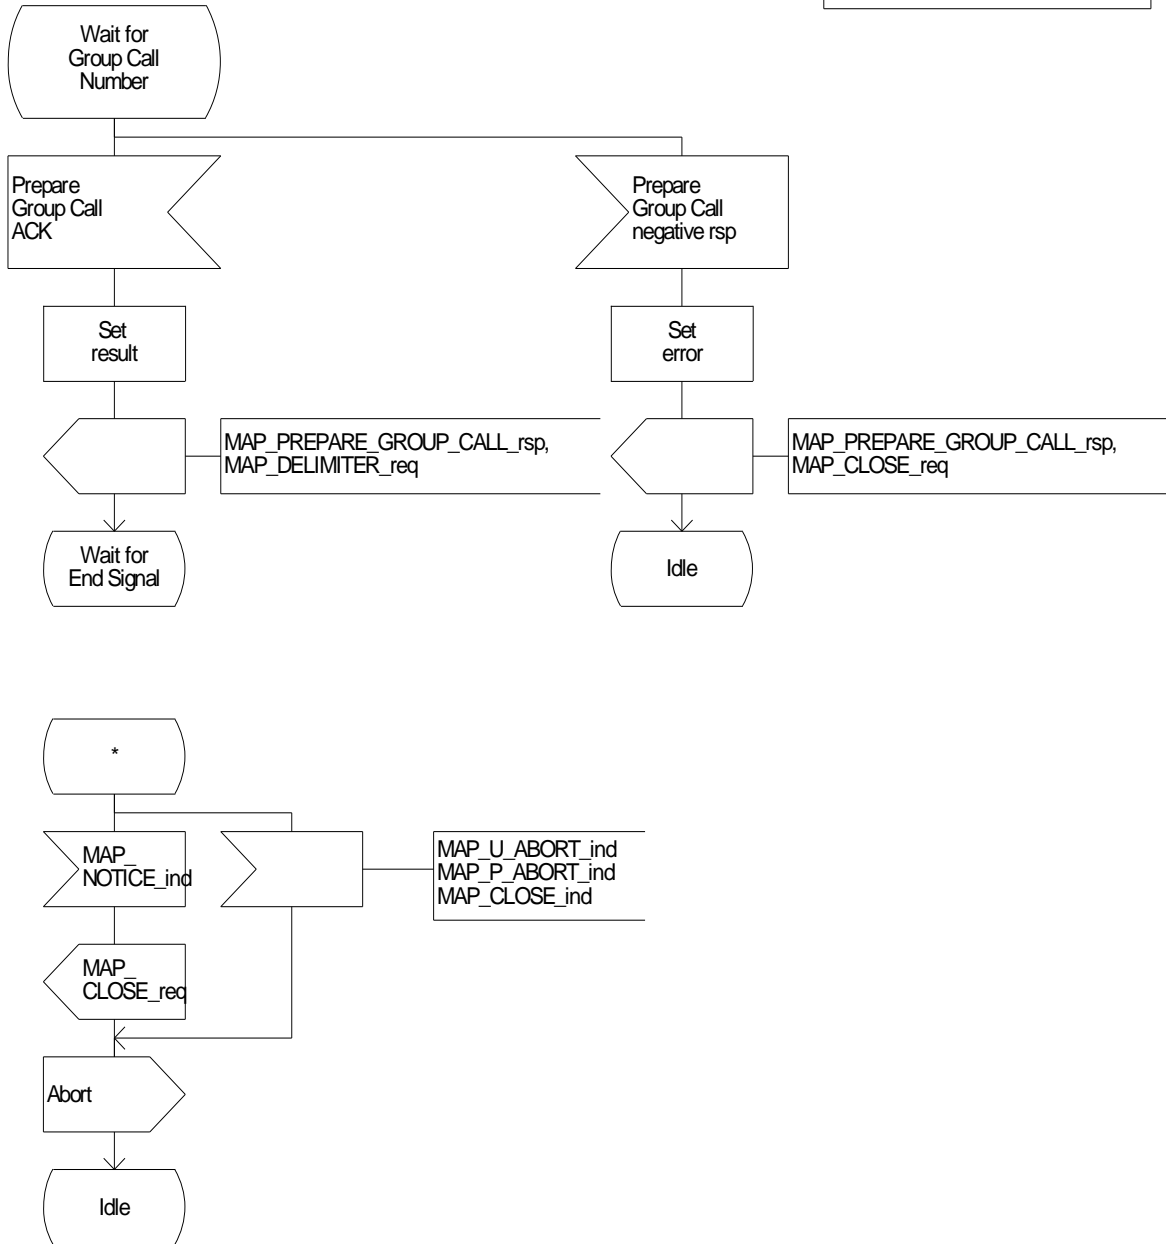 Wait for
Group Call
Number
Prepare
Group Call
ACK
Prepare
Group Call
negative rsp
Set
result
Set
error
MAP_PREPARE_GROUP_CALL_rsp,
MAP_DELIMITER_req
MAP_PREPARE_GROUP_CALL_rsp,
MAP_CLOSE_req
Wait for
End Signal
Idle
*
MAP_
NOTICE_ind
MAP_U_ABORT_ind
MAP_P_ABORT_ind
MAP_CLOSE_ind
MAP_
CLOSE_req
Abort
Idle